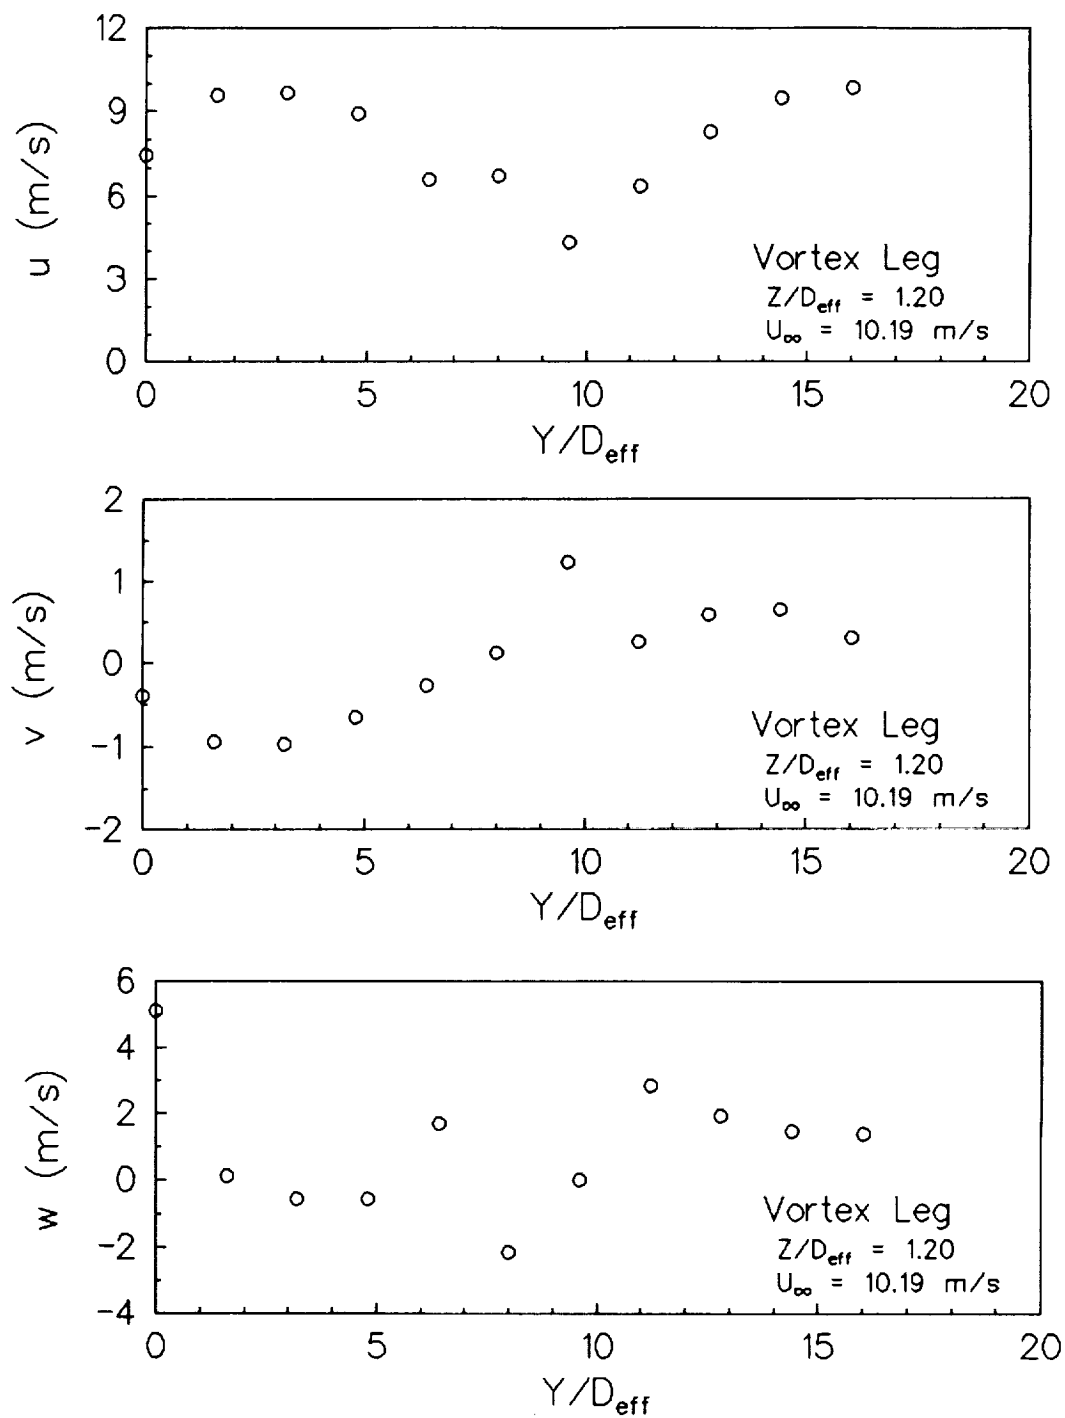 12
9
6
3
0
u (m/s)
Vortex Leg
Z/D_eff = 1.20
U_∞ = 10.19 m/s
0 5 10 15 20
Y/D_eff
2
1
0
−1
−2
v (m/s)
Vortex Leg
Z/D_eff = 1.20
U_∞ = 10.19 m/s
0 5 10 15 20
Y/D_eff
6
4
2
0
−2
−4
w (m/s)
Vortex Leg
Z/D_eff = 1.20
U_∞ = 10.19 m/s
0 5 10 15 20
Y/D_eff